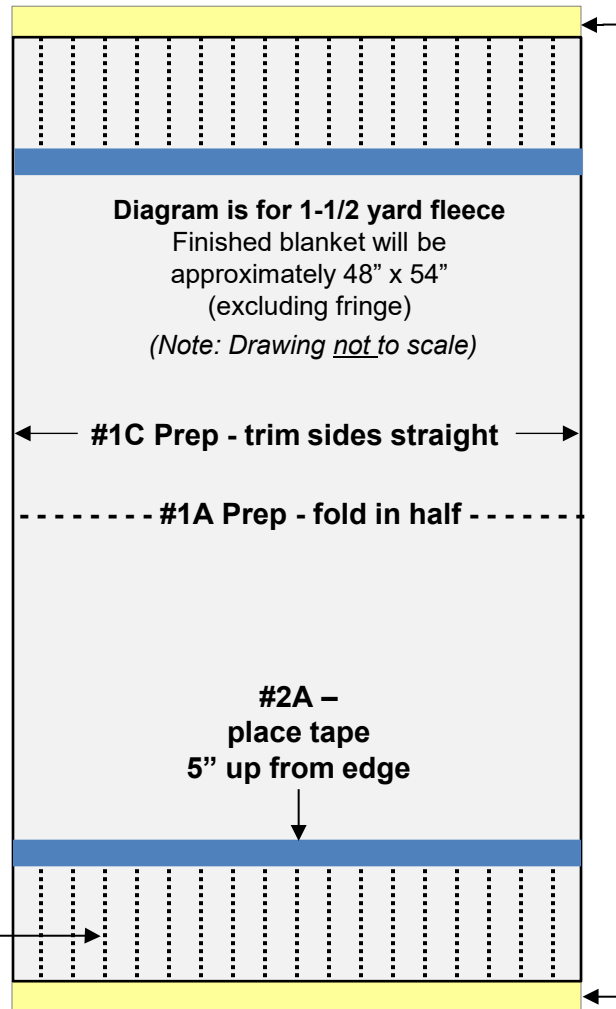 Diagram is for 1-1/2 yard fleece
Finished blanket will be
approximately 48” x 54”
(excluding fringe)
(Note: Drawing not to scale)
#1C Prep - trim sides straight
#1A Prep - fold in half
#2A –
place tape
5” up from edge